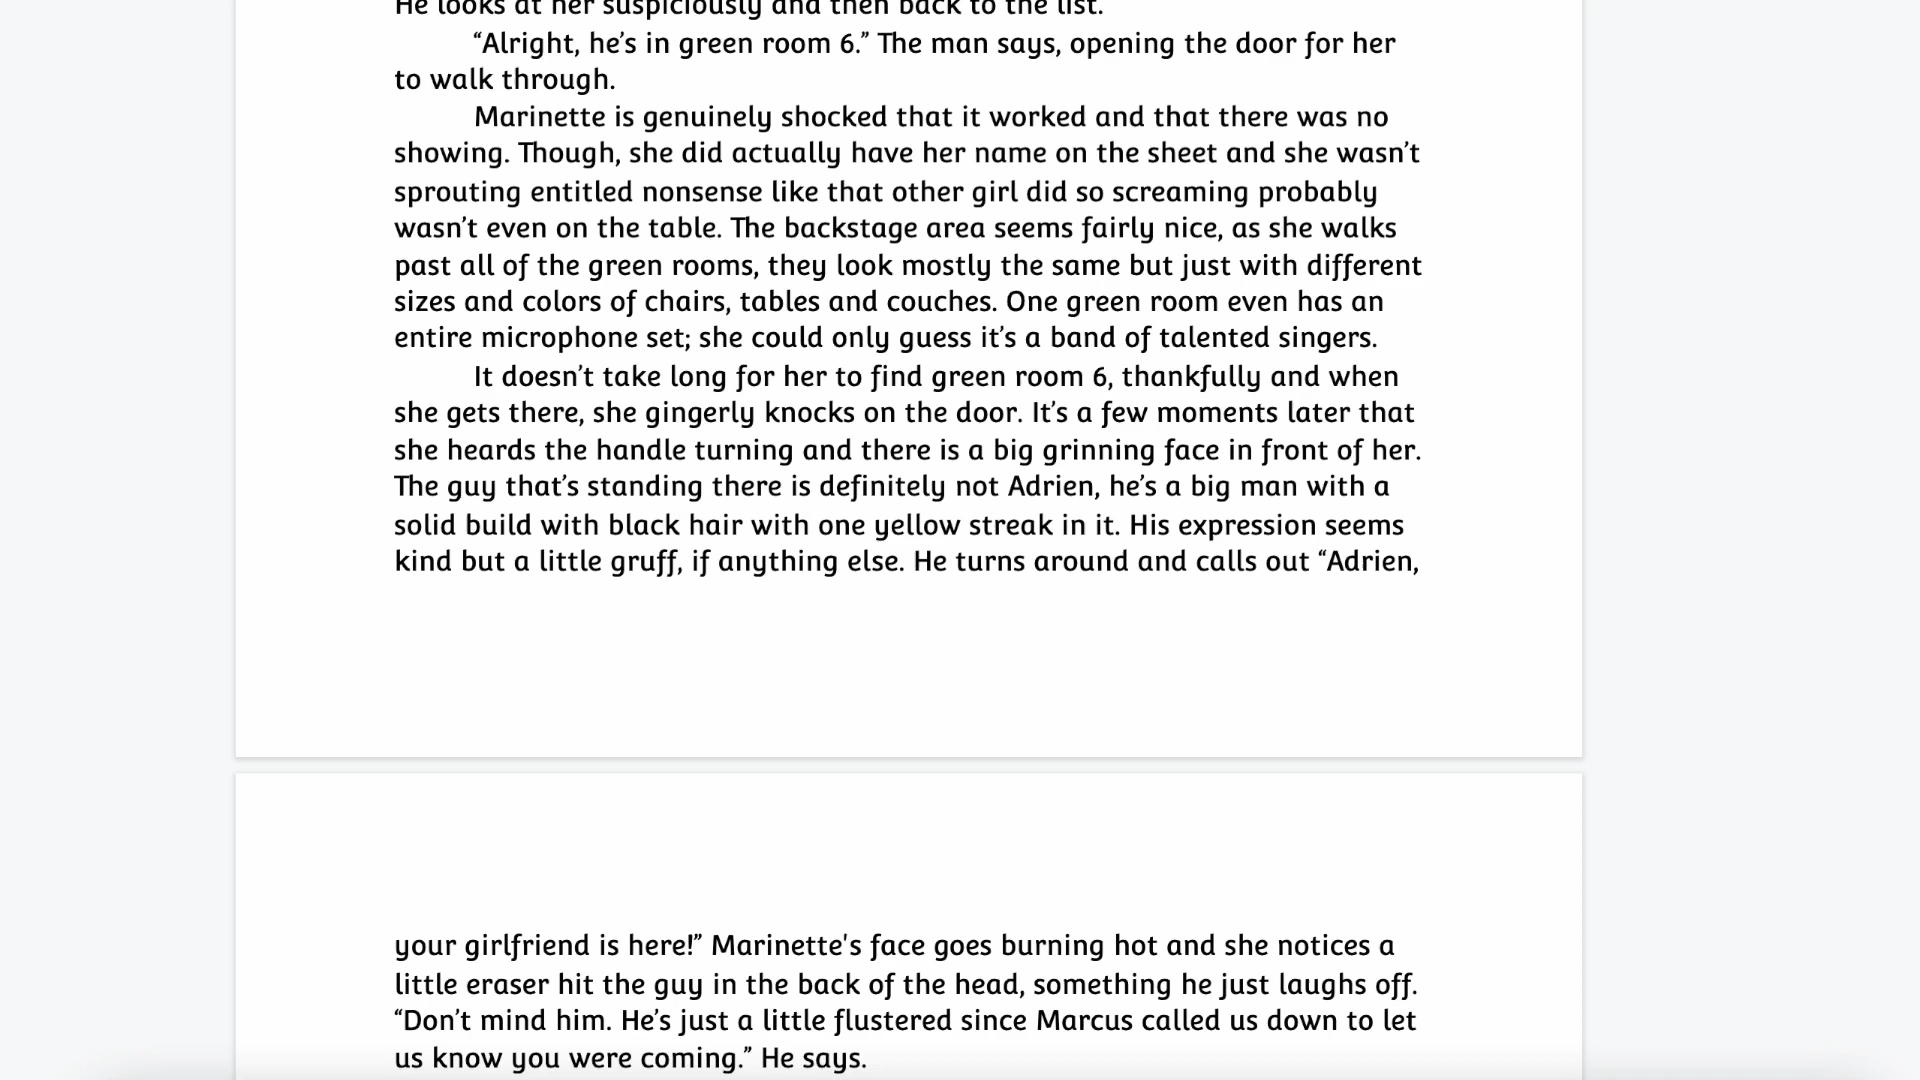 He looks at her suspiciously and then back to the list.
“Alright, he’s in green room 6.” The man says, opening the door for her
to walk through.
Marinette is genuinely shocked that it worked and that there was no
showing. Though, she did actually have her name on the sheet and she wasn’t
sprouting entitled nonsense like that other girl did so screaming probably
wasn’t even on the table. The backstage area seems fairly nice, as she walks
past all of the green rooms, they look mostly the same but just with different
sizes and colors of chairs, tables and couches. One green room even has an
entire microphone set; she could only guess it’s a band of talented singers.
It doesn’t take long for her to find green room 6, thankfully and when
she gets there, she gingerly knocks on the door. It’s a few moments later that
she heards the handle turning and there is a big grinning face in front of her.
The guy that’s standing there is definitely not Adrien, he’s a big man with a
solid build with black hair with one yellow streak in it. His expression seems
kind but a little gruff, if anything else. He turns around and calls out “Adrien,
your girlfriend is here!” Marinette's face goes burning hot and she notices a
little eraser hit the guy in the back of the head, something he just laughs off.
“Don’t mind him. He’s just a little flustered since Marcus called us down to let
us know you were coming.” He says.